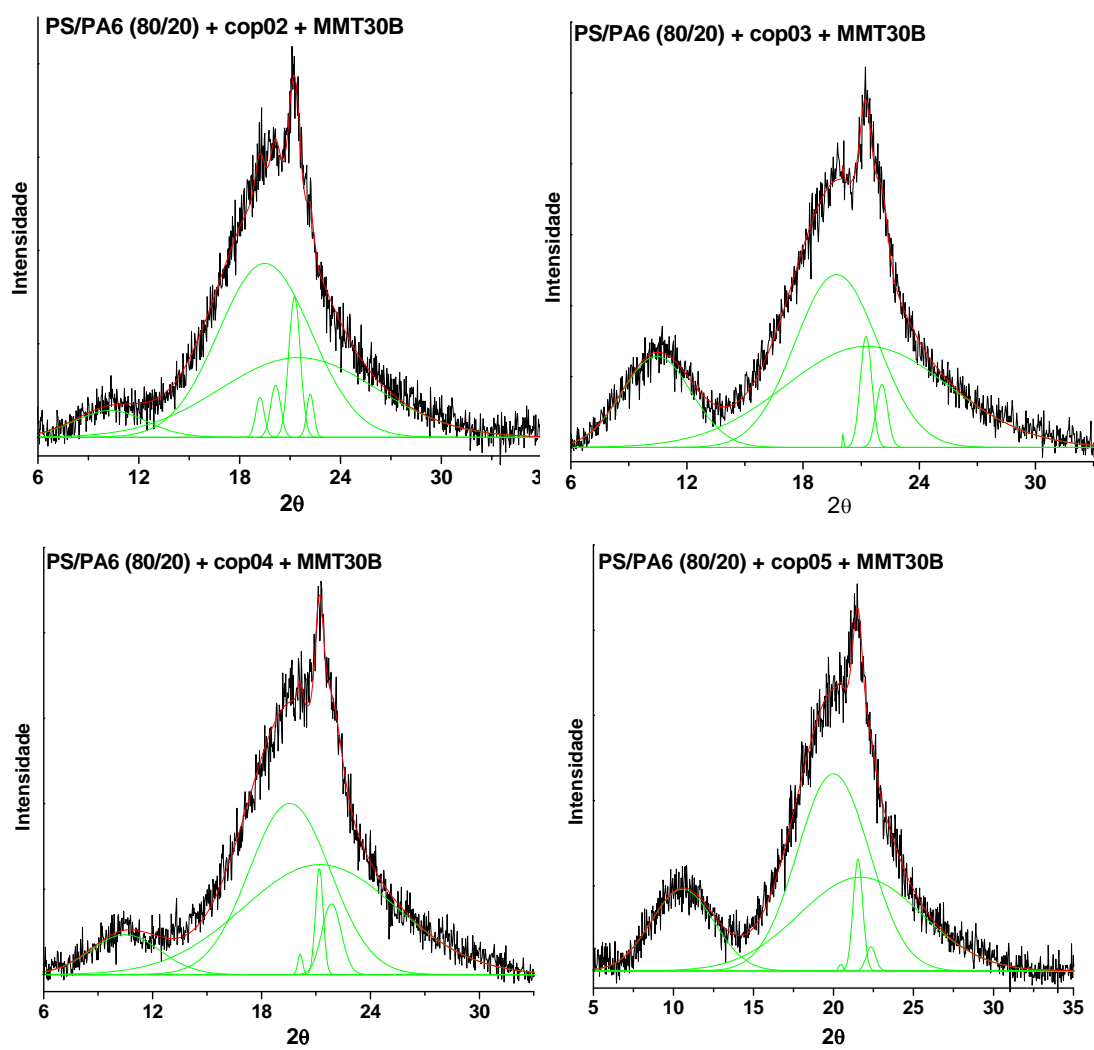 PS/PA6 (80/20) + cop02 + MMT30B
Intensidade
6 12 18 24 30 3
2θ
PS/PA6 (80/20) + cop03 + MMT30B
Intensidade
6 12 18 24 30
2θ
PS/PA6 (80/20) + cop04 + MMT30B
Intensidade
6 12 18 24 30
2θ
PS/PA6 (80/20) + cop05 + MMT30B
Intensidade
5 10 15 20 25 30 35
2θ